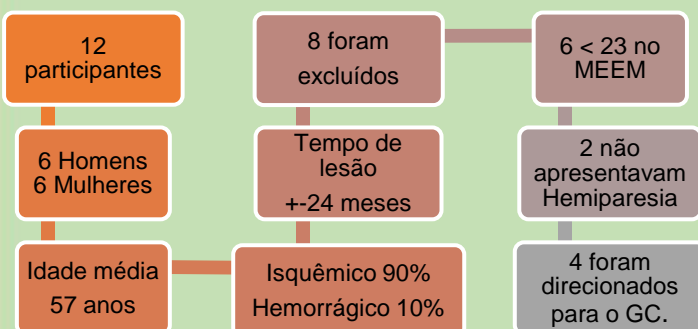 12
participantes
6 Homens
6 Mulheres
Idade média
57 anos
Isquêmico 90%
Hemorrágico 10%
Tempo de
lesão
+-24 meses
8 foram
excluídos
6 < 23 no
MEEM
2 não
apresentavam
Hemiparesia
4 foram
direcionados
para o GC.